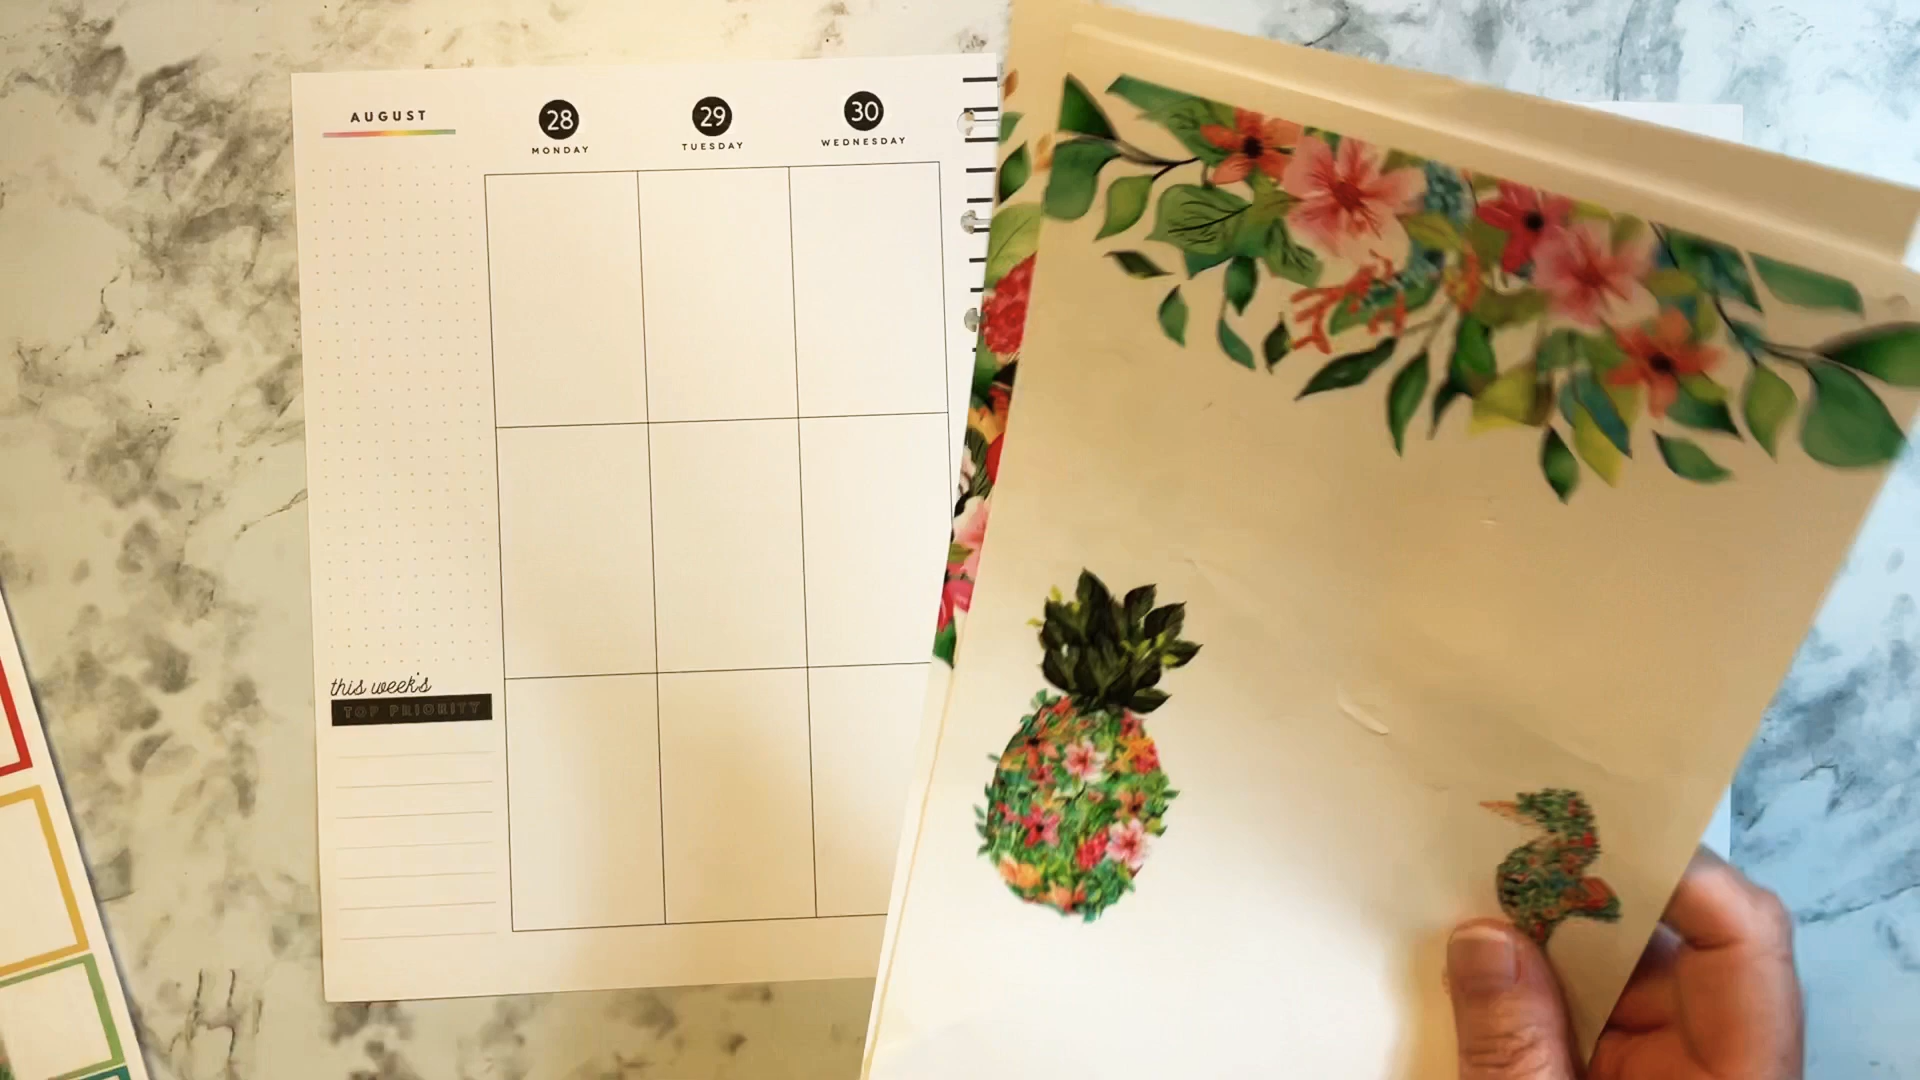 AUGUST
28 29 30
MONDAY TUESDAY WEDNESDAY
this week's
TOP PRIORITY